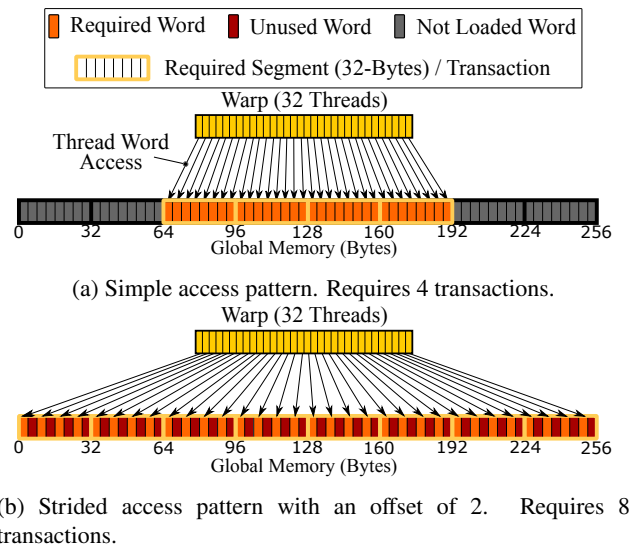 Required Word Unused Word Not Loaded Word
Required Segment (32-Bytes) / Transaction
Warp (32 Threads)
Thread Word
Access
0 32 64 96 128 160 192 224 256
Global Memory (Bytes)
(a) Simple access pattern. Requires 4 transactions.
Warp (32 Threads)
0 32 64 96 128 160 192 224 256
Global Memory (Bytes)
(b) Strided access pattern with an offset of 2. Requires 8
transactions.